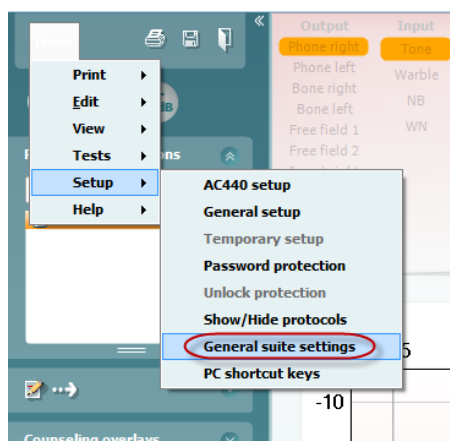 Output Input
Phone right Tone
Phone left Warble
Bone right NB
Bone left WN
Free field 1
Free field 2
Print
Edit
View
Tests
Setup
Help
AC440 setup
General setup
Temporary setup
Password protection
Unlock protection
Show/Hide protocols
General suite settings
PC shortcut keys
-10
Counseling overlays